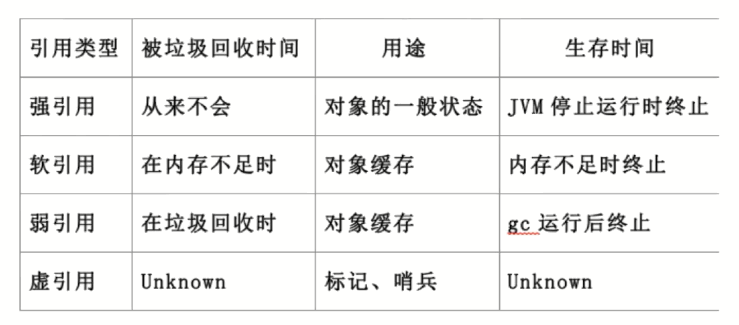 引用类型 被垃圾回收时间 用途 生存时间
强引用 从来不会 对象的一般状态 JVM 停止运行时终止
软引用 在内存不足时 对象缓存 内存不足时终止
弱引用 在垃圾回收时 对象缓存 gc 运行后终止
虚引用 Unknown 标记、哨兵 Unknown